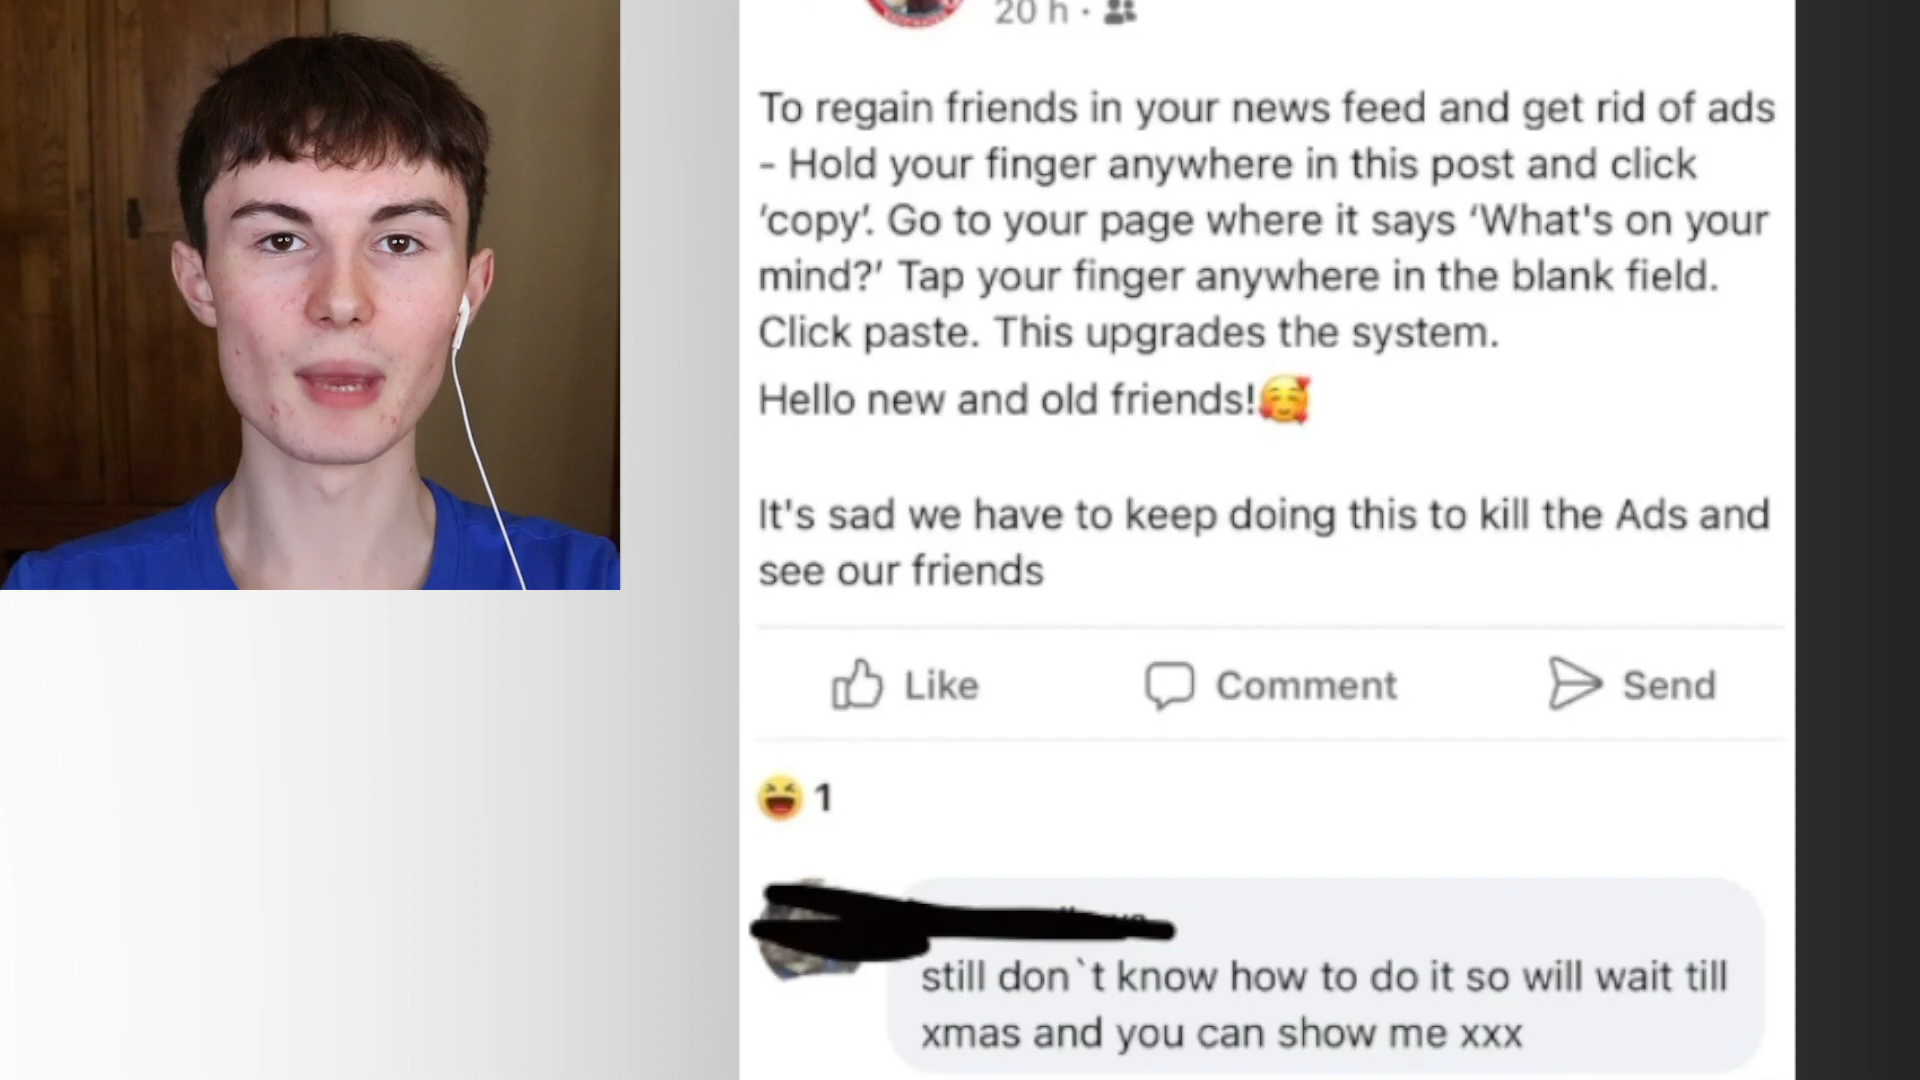 20 h ·
To regain friends in your news feed and get rid of ads
- Hold your finger anywhere in this post and click
‘copy’. Go to your page where it says ‘What's on your
mind?’ Tap your finger anywhere in the blank field.
Click paste. This upgrades the system.
Hello new and old friends!🥰
It's sad we have to keep doing this to kill the Ads and
see our friends
Like
Comment
Send
😆 1
still don`t know how to do it so will wait till
xmas and you can show me xxx